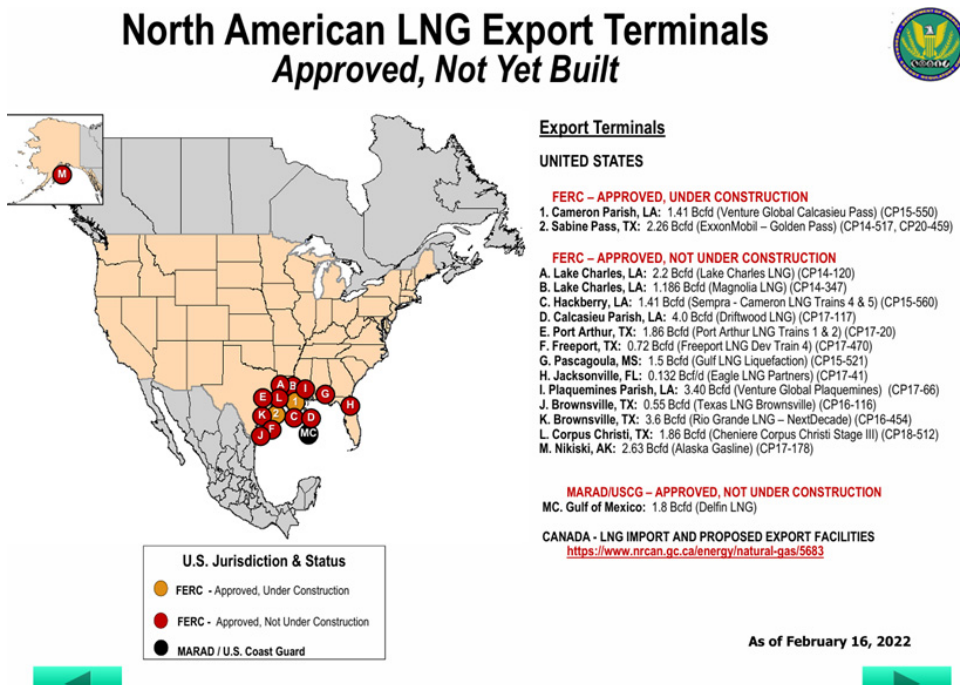 North American LNG Export Terminals
Approved, Not Yet Built
Export Terminals
UNITED STATES
FERC – APPROVED, UNDER CONSTRUCTION
1. Cameron Parish, LA: 1.41 Bcfd (Venture Global Calcasieu Pass) (CP15-550)
2. Sabine Pass, TX: 2.26 Bcfd (ExxonMobil – Golden Pass) (CP14-517, CP20-459)
FERC – APPROVED, NOT UNDER CONSTRUCTION
A. Lake Charles, LA: 2.2 Bcfd (Lake Charles LNG) (CP14-120)
B. Lake Charles, LA: 1.186 Bcfd (Magnolia LNG) (CP14-347)
C. Hackberry, LA: 1.41 Bcfd (Sempra - Cameron LNG Trains 4 & 5) (CP15-560)
D. Calcasieu Parish, LA: 4.0 Bcfd (Driftwood LNG) (CP17-117)
E. Port Arthur, TX: 1.86 Bcfd (Port Arthur LNG Trains 1 & 2) (CP17-20)
F. Freeport, TX: 0.72 Bcfd (Freeport LNG Dev Train 4) (CP17-470)
G. Pascagoula, MS: 1.5 Bcfd (Gulf LNG Liquefaction) (CP15-521)
H. Jacksonville, FL: 0.132 Bcf/d (Eagle LNG Partners) (CP17-41)
I. Plaquemines Parish, LA: 3.40 Bcfd (Venture Global Plaquemines) (CP17-66)
J. Brownsville, TX: 0.55 Bcfd (Texas LNG Brownsville) (CP16-116)
K. Brownsville, TX: 3.6 Bcfd (Rio Grande LNG – NextDecade) (CP16-454)
L. Corpus Christi, TX: 1.86 Bcfd (Cheniere Corpus Christi Stage III) (CP18-512)
M. Nikiski, AK: 2.63 Bcfd (Alaska Gasline) (CP17-178)
MARAD/USCG – APPROVED, NOT UNDER CONSTRUCTION
MC. Gulf of Mexico: 1.8 Bcfd (Delfin LNG)
CANADA - LNG IMPORT AND PROPOSED EXPORT FACILITIES
https://www.nrcan.gc.ca/energy/natural-gas/5683
M
A B I
E L 1 G
K 2 C D H
J F MC
U.S. Jurisdiction & Status
FERC - Approved, Under Construction
FERC - Approved, Not Under Construction
MARAD / U.S. Coast Guard
As of February 16, 2022